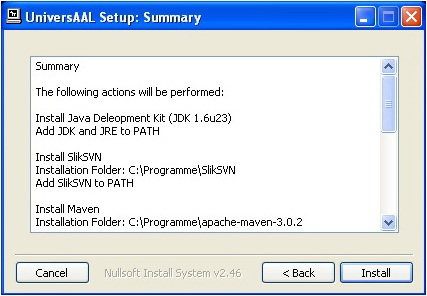 UniversAAL Setup: Summary
Summary
The following actions will be performed:
Install Java Deleopment Kit (JDK 1.6u23)
Add JDK and JRE to PATH
Install SlikSVN
Installation Folder: C:\Programme\SlikSVN
Add SlikSVN to PATH
Install Maven
Installation Folder: C:\Programme\apache-maven-3.0.2
Cancel
Nullsoft Install System v2.46
< Back
Install